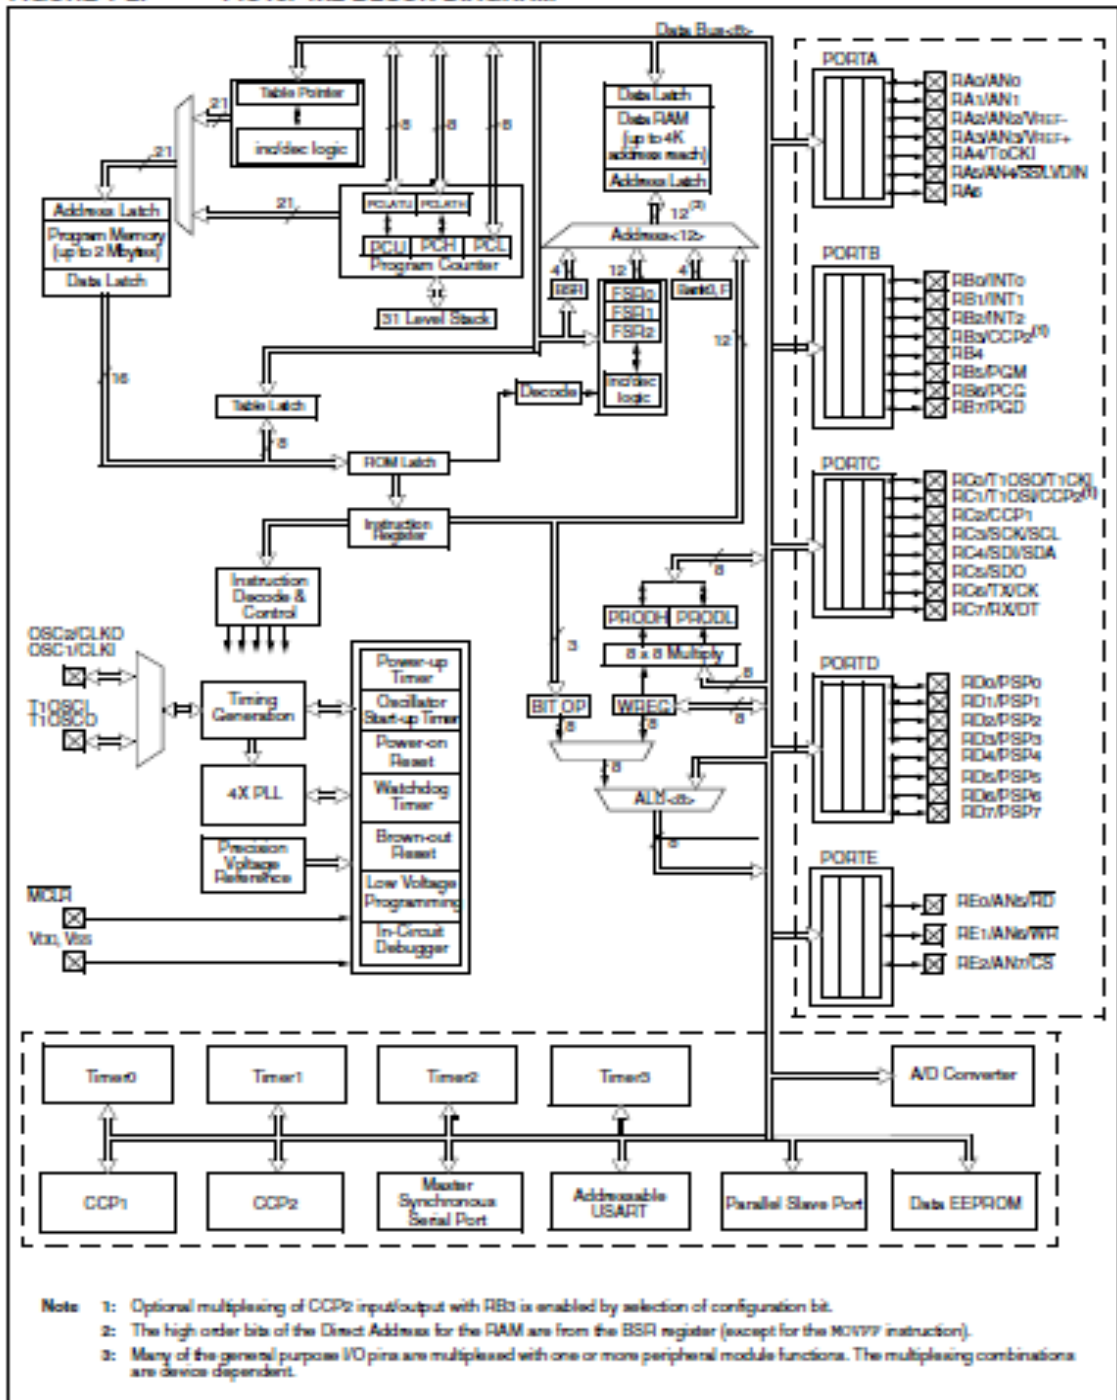 Data Bus<8>
Table Pointer
21
inc/dec logic
21
8
8
8
Data Latch
Data RAM
(up to 4K
address reach)
Address Latch
12(2)
Address<12>
Address Latch
Program Memory
(up to 2 Mbytes)
Data Latch
21
PCLATU
PCLATH
PCU
PCH
PCL
Program Counter
31 Level Stack
4
12
4
BSR
FSR0
FSR1
FSR2
Bank0, F
inc/dec
logic
12
16
Decode
Table Latch
8
ROM Latch
Instruction
Register
Instruction
Decode &
Control
8
PRODH
PRODL
8 x 8 Multiply
3
8
BIT OP
WREG
8
8
8
8
ALU<8>
8
OSC2/CLKO
OSC1/CLKI
T1OSCI
T1OSCO
Timing
Generation
4X PLL
Precision
Voltage
Reference
MCLR
VDD, VSS
Power-up
Timer
Oscillator
Start-up Timer
Power-on
Reset
Watchdog
Timer
Brown-out
Reset
Low Voltage
Programming
In-Circuit
Debugger
PORTA
RA0/AN0
RA1/AN1
RA2/AN2/VREF-
RA3/AN3/VREF+
RA4/T0CKI
RA5/AN4/SS/LVDIN
RA6
PORTB
RB0/INT0
RB1/INT1
RB2/INT2
RB3/CCP2(1)
RB4
RB5/PGM
RB6/PCG
RB7/PGD
PORTC
RC0/T1OSO/T1CKI
RC1/T1OSI/CCP2(1)
RC2/CCP1
RC3/SCK/SCL
RC4/SDI/SDA
RC5/SDO
RC6/TX/CK
RC7/RX/DT
PORTD
RD0/PSP0
RD1/PSP1
RD2/PSP2
RD3/PSP3
RD4/PSP4
RD5/PSP5
RD6/PSP6
RD7/PSP7
PORTE
RE0/AN5/RD
RE1/AN6/WR
RE2/AN7/CS
Timer0
Timer1
Timer2
Timer3
A/D Converter
CCP1
CCP2
Master
Synchronous
Serial Port
Addressable
USART
Parallel Slave Port
Data EEPROM
Note 1: Optional multiplexing of CCP2 input/output with RB3 is enabled by selection of configuration bit.
2: The high order bits of the Direct Address for the RAM are from the BSR register (except for the MOVFF instruction).
3: Many of the general purpose I/O pins are multiplexed with one or more peripheral module functions. The multiplexing combinations
are device dependent.